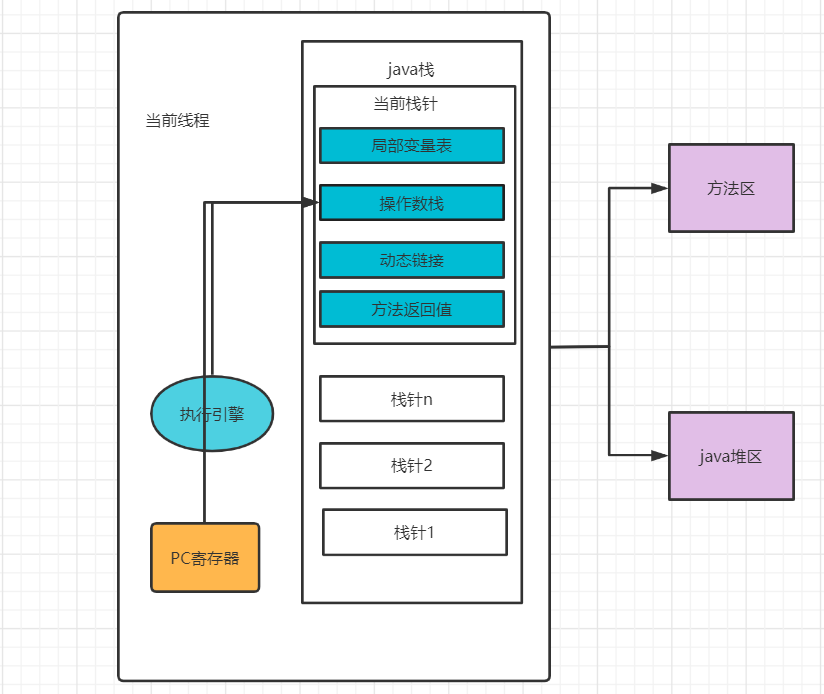 java栈
当前栈针
当前线程
局部变量表
操作数栈
动态链接
方法返回值
执行引擎
PC寄存器
栈针n
栈针2
栈针1
方法区
java堆区